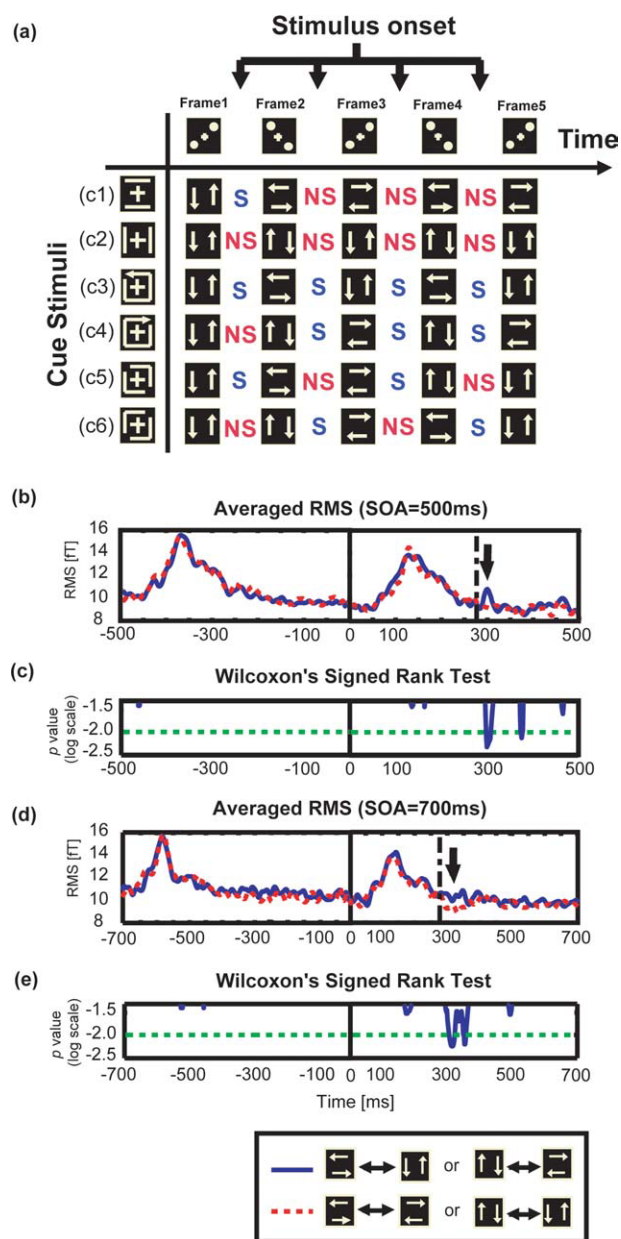 (a)
Stimulus onset
Frame1 Frame2 Frame3 Frame4 Frame5
Time
Cue Stimuli
(c1) S NS NS NS
(c2) NS NS NS NS
(c3) S S S S
(c4) NS S S S
(c5) S NS S NS
(c6) NS S NS S
(b)
Averaged RMS (SOA=500ms)
RMS [fT]
16
14
12
10
8
-500 -300 -100 0 100 300 500
(c)
Wilcoxon's Signed Rank Test
p value
(log scale)
-1.5
-2.0
-2.5
-500 -300 -100 0 100 300 500
(d)
Averaged RMS (SOA=700ms)
RMS [fT]
16
14
12
10
8
-700 -500 -300 -100 0 100 300 500 700
(e)
Wilcoxon's Signed Rank Test
p value
(log scale)
-1.5
-2.0
-2.5
-700 -500 -300 -100 0 100 300 500 700
Time [ms]
or
or